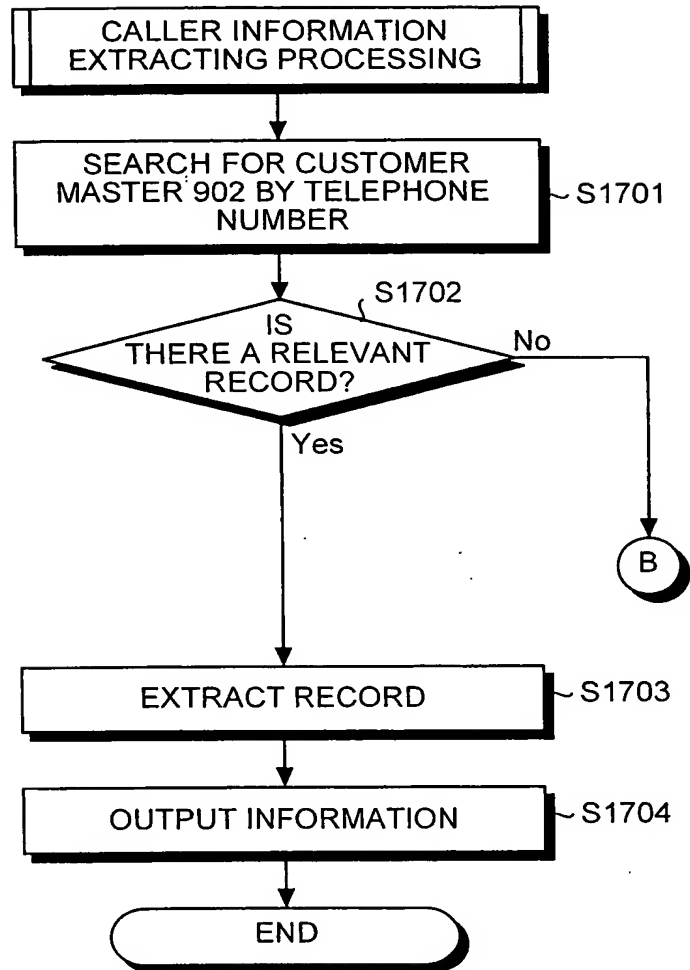 CALLER INFORMATION
EXTRACTING PROCESSING
SEARCH FOR CUSTOMER
MASTER 902 BY TELEPHONE
NUMBER
S1701
S1702
IS
THERE A RELEVANT
RECORD?
No
Yes
B
EXTRACT RECORD
S1703
OUTPUT INFORMATION
S1704
END